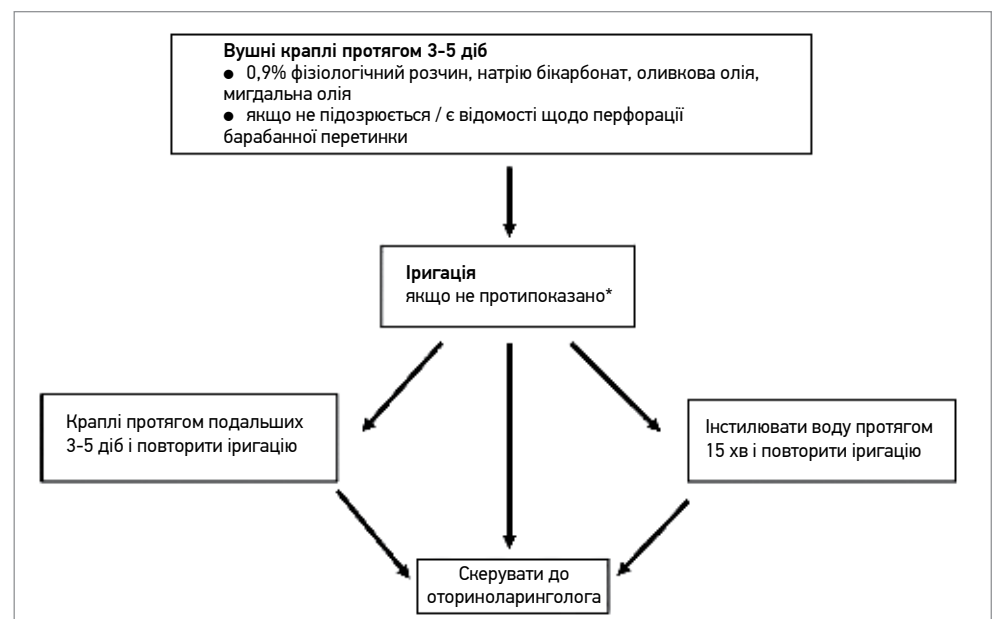 Вушні краплі протягом 3-5 діб
● 0,9% фізіологічний розчин, натрію бікарбонат, оливкова олія,
мигдальна олія
● якщо не підозрюється / є відомості щодо перфорації
барабанної перетинки
Іригація
якщо не протипоказано*
Краплі протягом подальших
3-5 діб і повторити іригацію
Інстилювати воду протягом
15 хв і повторити іригацію
Скерувати до
оториноларинголога